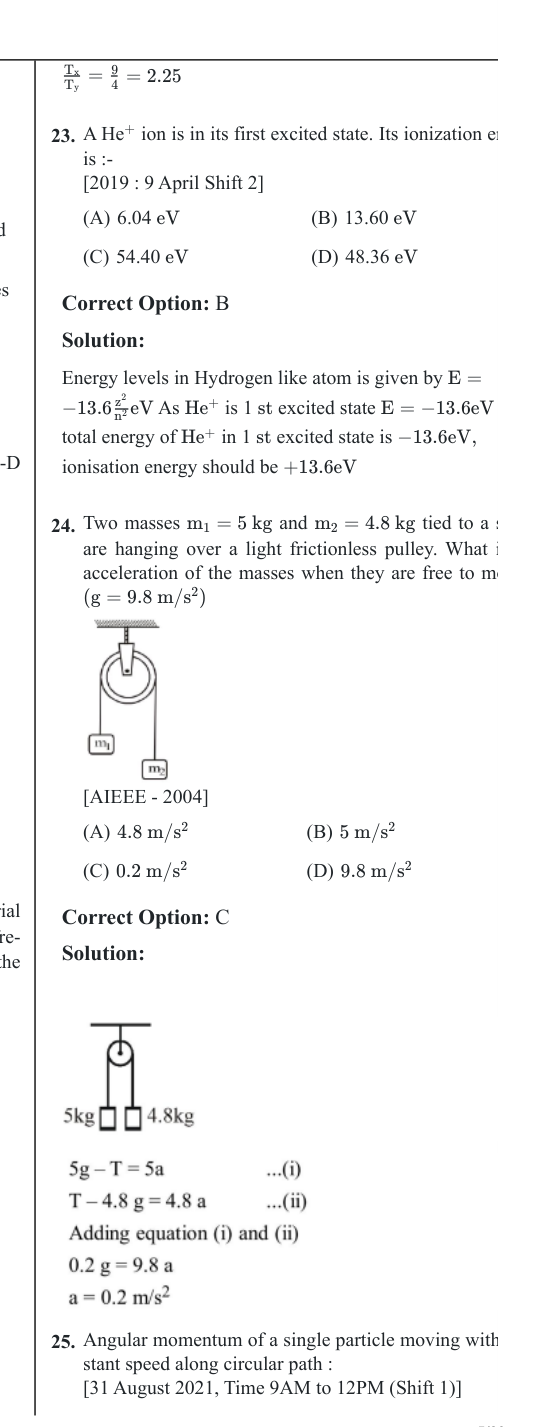 Tx/Ty = 9/4 = 2.25
23. A He⁺ ion is in its first excited state. Its ionization
is :-
[2019 : 9 April Shift 2]
(A) 6.04 eV (B) 13.60 eV
(C) 54.40 eV (D) 48.36 eV
Correct Option: B
Solution:
Energy levels in Hydrogen like atom is given by E =
−13.6 z²/n² eV As He⁺ is 1 st excited state E = −13.6eV
total energy of He⁺ in 1 st excited state is −13.6eV,
ionisation energy should be +13.6eV
24. Two masses m₁ = 5 kg and m₂ = 4.8 kg tied to a
are hanging over a light frictionless pulley. What
acceleration of the masses when they are free to
(g = 9.8 m/s²)
m₁
m₂
[AIEEE - 2004]
(A) 4.8 m/s² (B) 5 m/s²
(C) 0.2 m/s² (D) 9.8 m/s²
Correct Option: C
Solution:
5kg 4.8kg
5g – T = 5a ...(i)
T – 4.8 g = 4.8 a ...(ii)
Adding equation (i) and (ii)
0.2 g = 9.8 a
a = 0.2 m/s²
25. Angular momentum of a single particle moving with
stant speed along circular path :
[31 August 2021, Time 9AM to 12PM (Shift 1)]
-D
re-
the